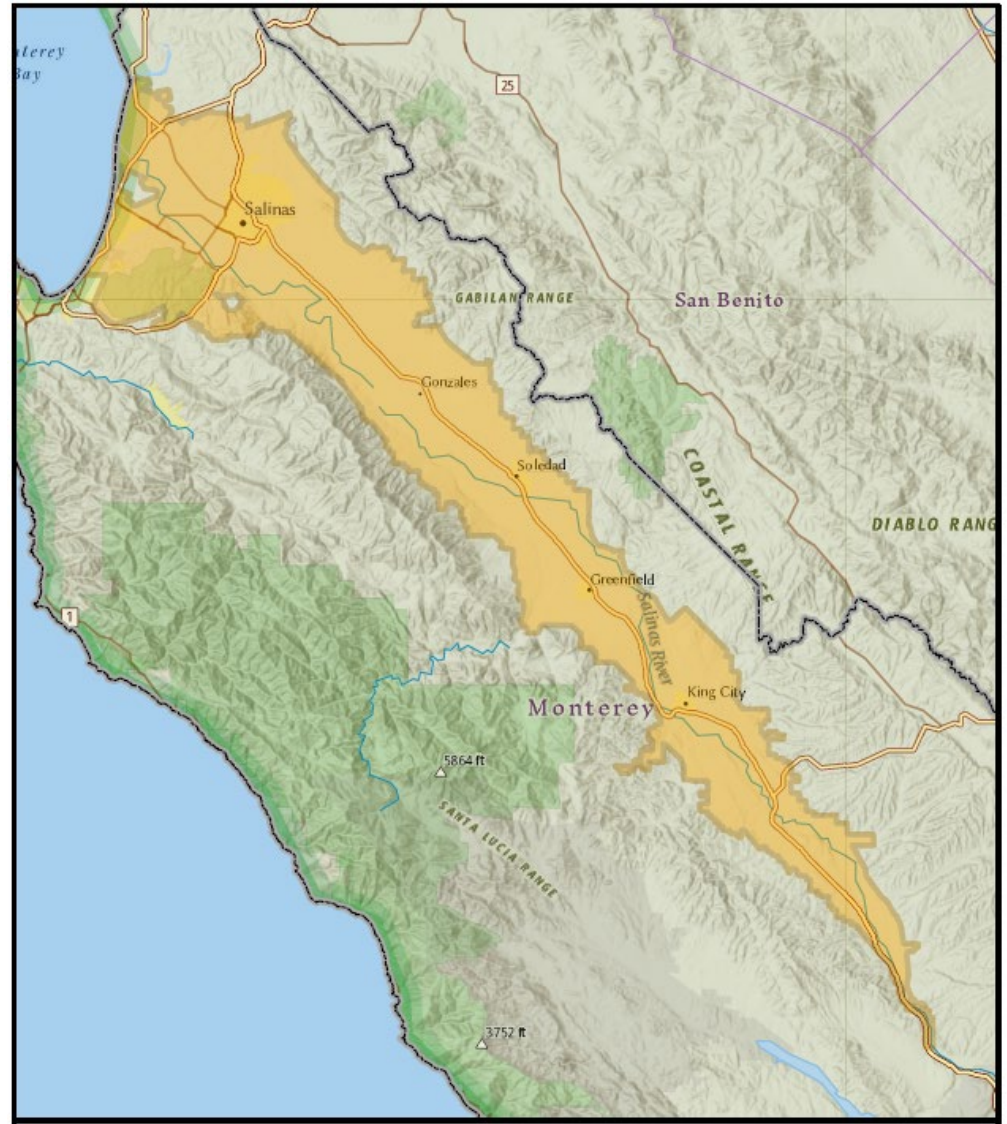 nterey
Bay
25
Salinas
GABILAN RANGE
San Benito
Gonzales
Soledad
COASTAL RANGE
DIABLO RANG
Greenfield
1
Salinas River
King City
Monterey
5864 ft
SANTA LUCIA RANGE
3752 ft